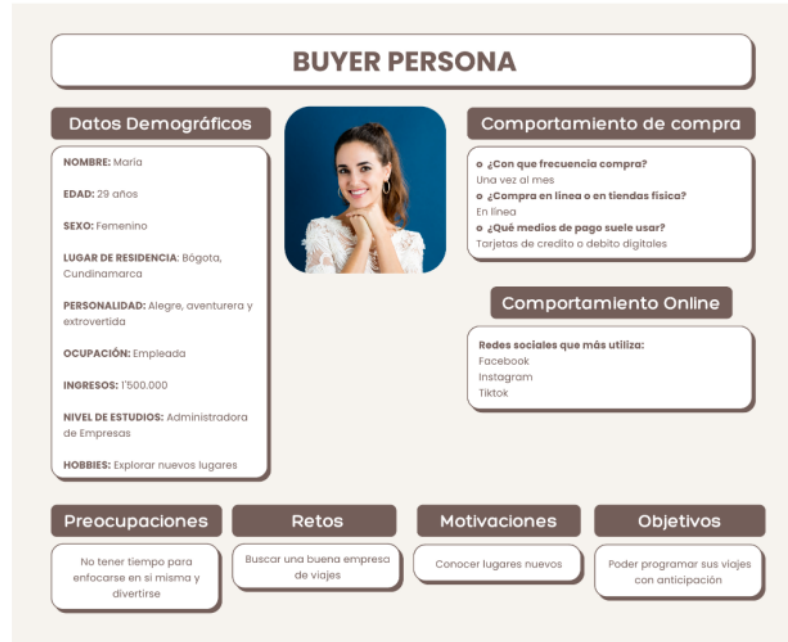 BUYER PERSONA
Datos Demográficos
NOMBRE: María
EDAD: 29 años
SEXO: Femenino
LUGAR DE RESIDENCIA: Bógota,
Cundinamarca
PERSONALIDAD: Alegre, aventurera y
extrovertida
OCUPACIÓN: Empleada
INGRESOS: 1'500.000
NIVEL DE ESTUDIOS: Administradora
de Empresas
HOBBIES: Explorar nuevos lugares
Comportamiento de compra
o ¿Con que frecuencia compra?
Una vez al mes
o ¿Compra en línea o en tiendas física?
En línea
o ¿Qué medios de pago suele usar?
Tarjetas de credito o debito digitales
Comportamiento Online
Redes sociales que más utiliza:
Facebook
Instagram
Tiktok
Preocupaciones
No tener tiempo para
enfocarse en si misma y
divertirse
Retos
Buscar una buena empresa
de viajes
Motivaciones
Conocer lugares nuevos
Objetivos
Poder programar sus viajes
con anticipación